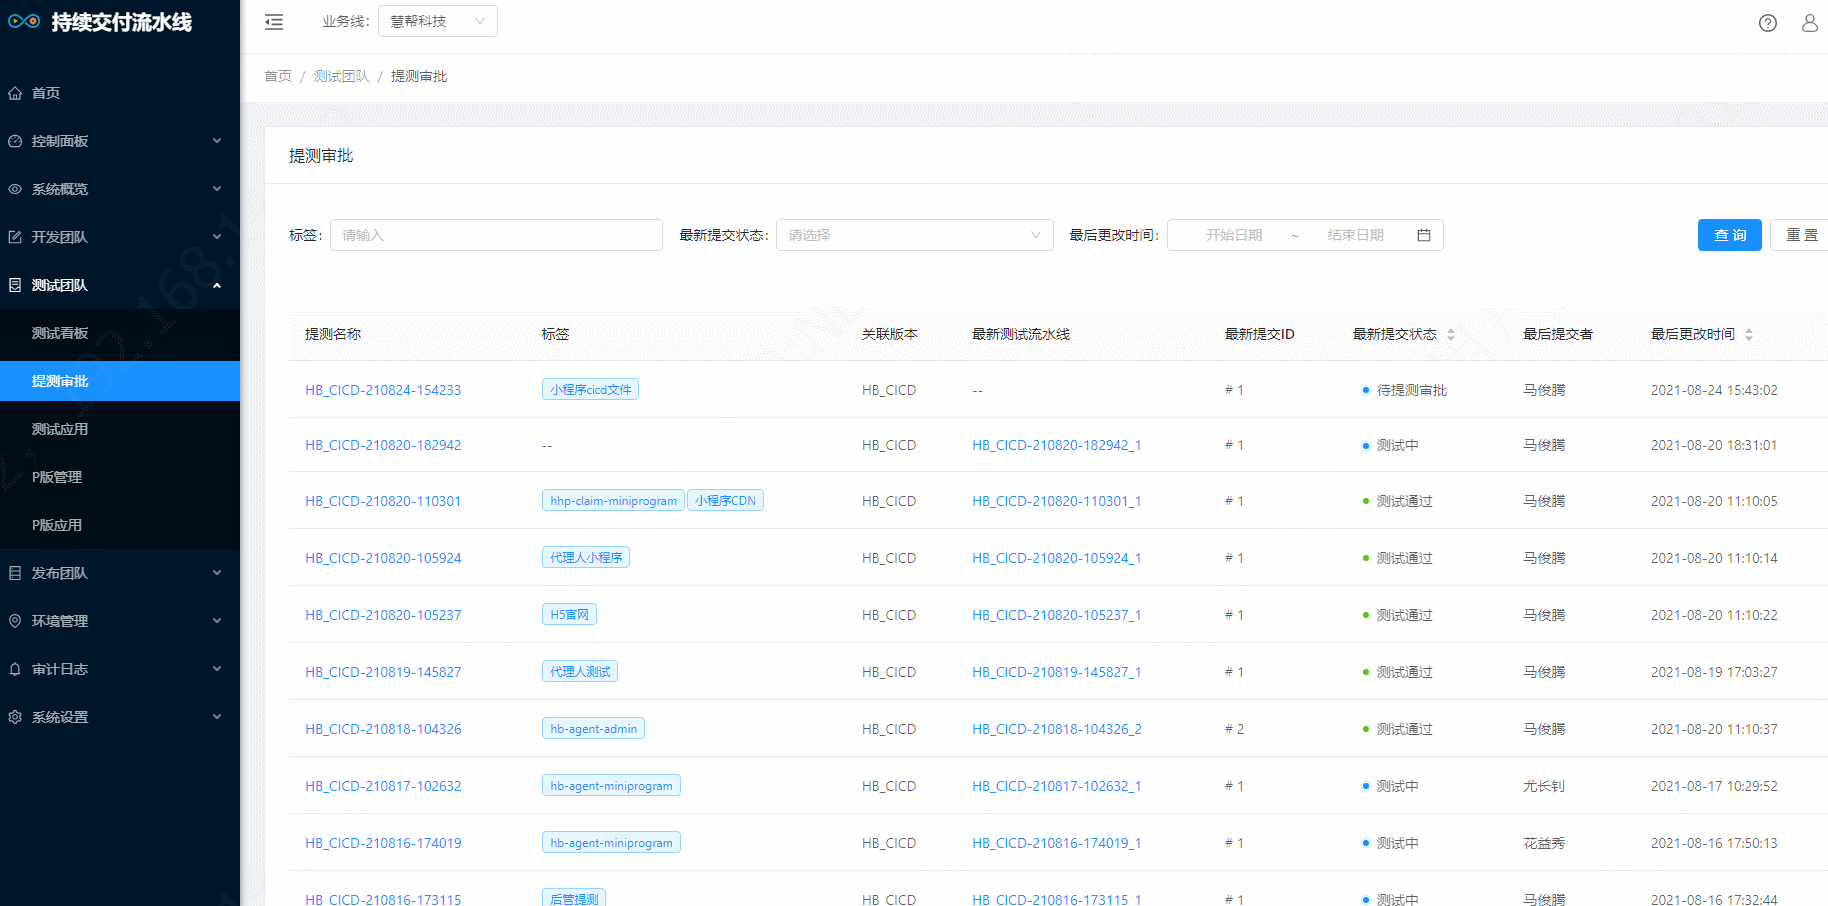 持续交付流水线
业务线: 慧帮科技
首页 / 测试团队 / 提测审批
首页
控制面板
系统概览
开发团队
测试团队
测试看板
提测审批
测试应用
P版管理
P版应用
发布团队
环境管理
审计日志
系统设置
提测审批
标签: 请输入 最新提交状态: 请选择 最后更改时间: 开始日期 ~ 结束日期 查 询 重 置
提测名称 标签 关联版本 最新测试流水线 最新提交ID 最新提交状态 最后提交者 最后更改时间
HB_CICD-210824-154233 小程序cicd文件 HB_CICD -- # 1 待提测审批 马俊腾 2021-08-24 15:43:02
HB_CICD-210820-182942 -- HB_CICD HB_CICD-210820-182942_1 # 1 测试中 马俊腾 2021-08-20 18:31:01
HB_CICD-210820-110301 hhp-claim-miniprogram 小程序CDN HB_CICD HB_CICD-210820-110301_1 # 1 测试通过 马俊腾 2021-08-20 11:10:05
HB_CICD-210820-105924 代理人小程序 HB_CICD HB_CICD-210820-105924_1 # 1 测试通过 马俊腾 2021-08-20 11:10:14
HB_CICD-210820-105237 H5官网 HB_CICD HB_CICD-210820-105237_1 # 1 测试通过 马俊腾 2021-08-20 11:10:22
HB_CICD-210819-145827 代理人测试 HB_CICD HB_CICD-210819-145827_1 # 1 测试通过 马俊腾 2021-08-19 17:03:27
HB_CICD-210818-104326 hb-agent-admin HB_CICD HB_CICD-210818-104326_2 # 2 测试通过 马俊腾 2021-08-20 11:10:37
HB_CICD-210817-102632 hb-agent-miniprogram HB_CICD HB_CICD-210817-102632_1 # 1 测试中 尤长钊 2021-08-17 10:29:52
HB_CICD-210816-174019 hb-agent-miniprogram HB_CICD HB_CICD-210816-174019_1 # 1 测试中 花益秀 2021-08-16 17:50:13
HB_CICD-210816-173115 后管提测 HB_CICD HB_CICD-210816-173115_1 # 1 测试中 马俊腾 2021-08-16 17:32:44